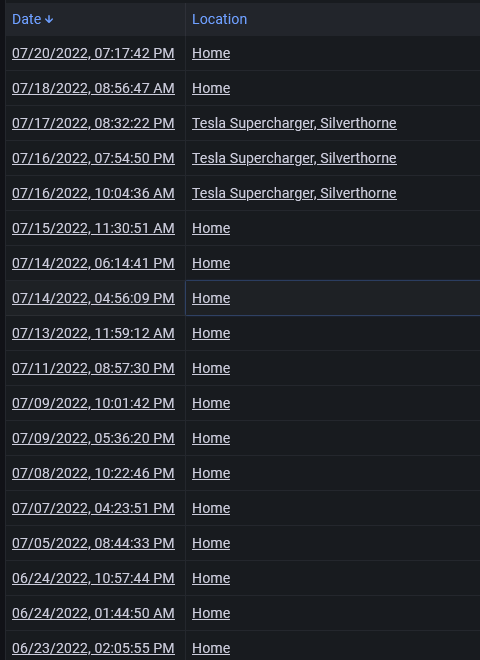 Date ↓ Location
07/20/2022, 07:17:42 PM Home
07/18/2022, 08:56:47 AM Home
07/17/2022, 08:32:22 PM Tesla Supercharger, Silverthorne
07/16/2022, 07:54:50 PM Tesla Supercharger, Silverthorne
07/16/2022, 10:04:36 AM Tesla Supercharger, Silverthorne
07/15/2022, 11:30:51 AM Home
07/14/2022, 06:14:41 PM Home
07/14/2022, 04:56:09 PM Home
07/13/2022, 11:59:12 AM Home
07/11/2022, 08:57:30 PM Home
07/09/2022, 10:01:42 PM Home
07/09/2022, 05:36:20 PM Home
07/08/2022, 10:22:46 PM Home
07/07/2022, 04:23:51 PM Home
07/05/2022, 08:44:33 PM Home
06/24/2022, 10:57:44 PM Home
06/24/2022, 01:44:50 AM Home
06/23/2022, 02:05:55 PM Home